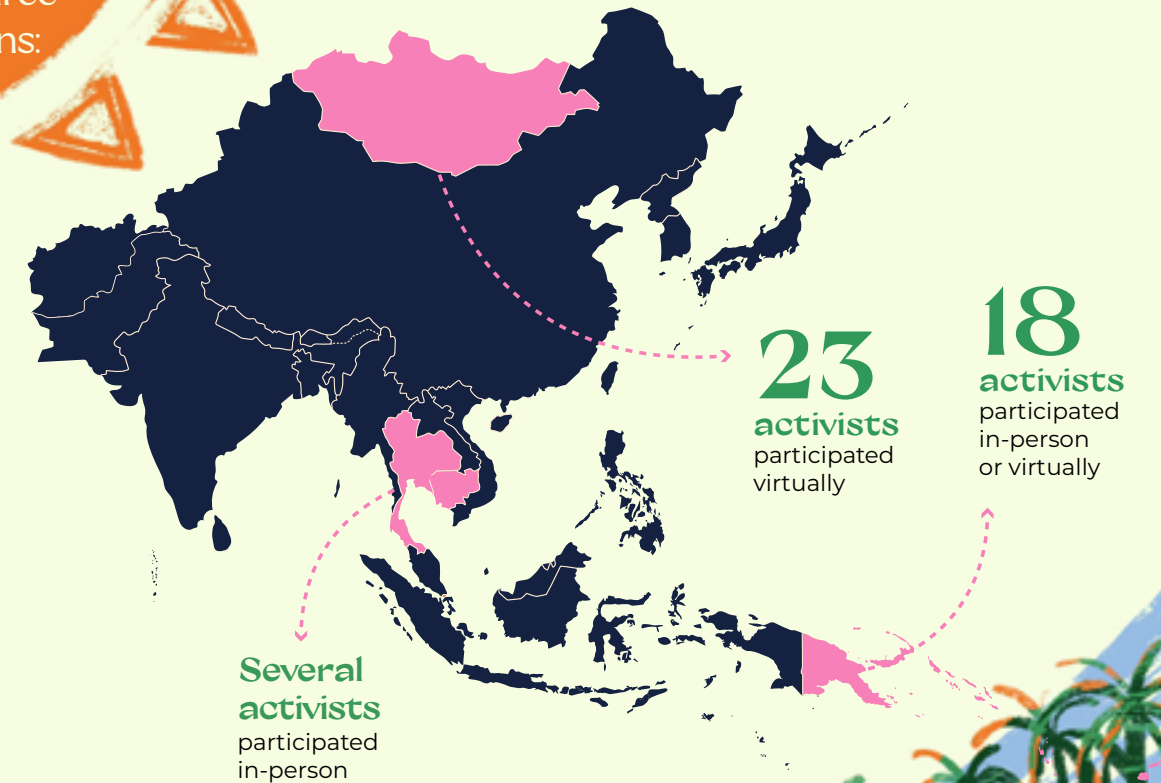 ns:
23
activists
participated
virtually
18
activists
participated
in-person
or virtually
Several
activists
participated
in-person